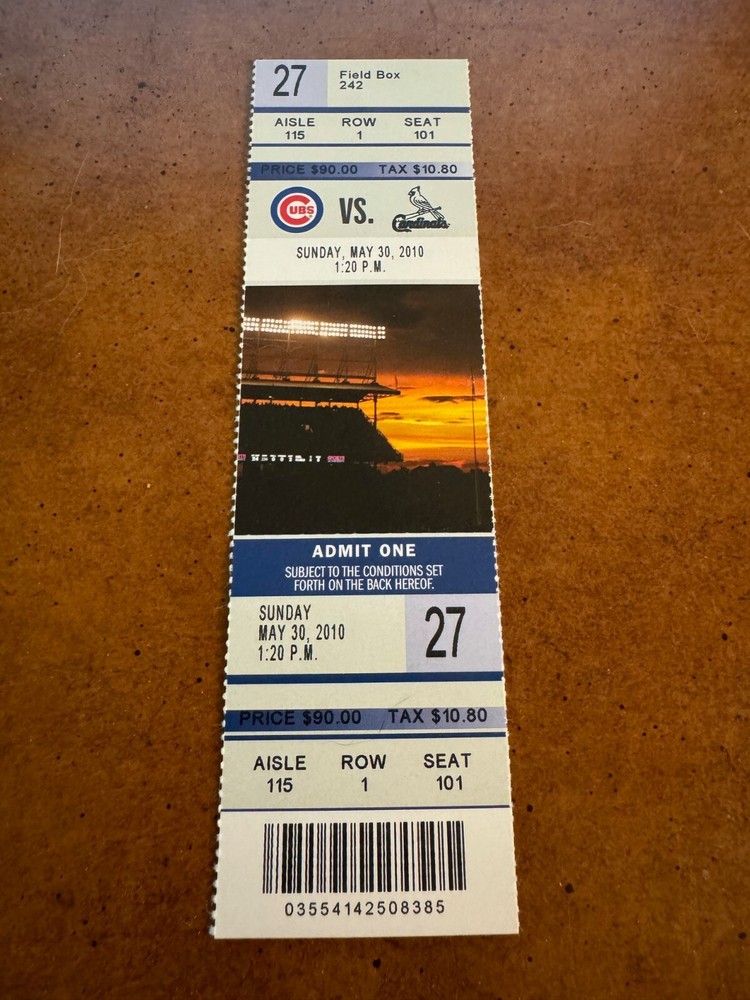 27
Field Box
242
AISLE ROW SEAT
115 1 101
PRICE $90.00 TAX $10.80
CUBS VS. Cardinals
SUNDAY, MAY 30, 2010
1:20 P.M.
ADMIT ONE
SUBJECT TO THE CONDITIONS SET
FORTH ON THE BACK HEREOF.
SUNDAY
MAY 30, 2010
1:20 P.M.
27
PRICE $90.00 TAX $10.80
AISLE ROW SEAT
115 1 101
03554142508385